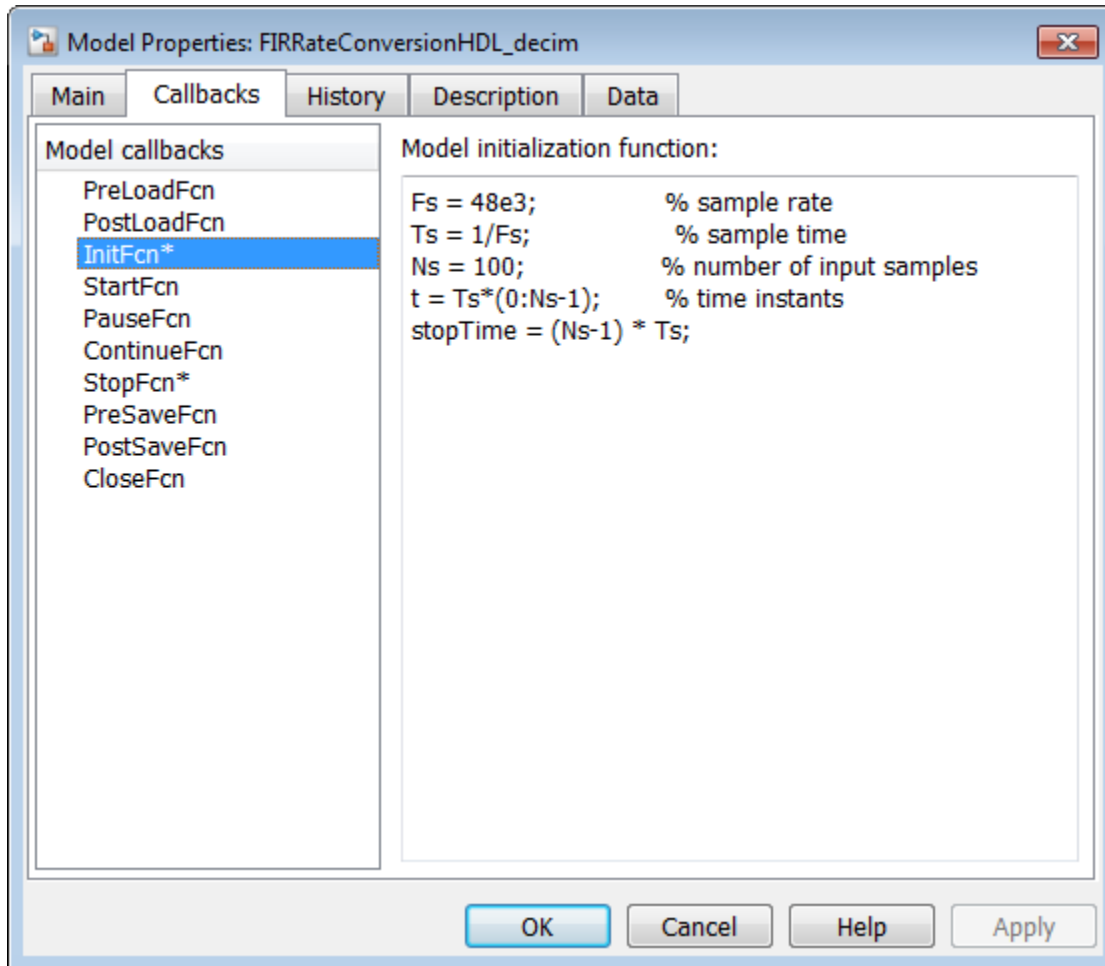 Model Properties: FIRRateConversionHDL_decim
Main Callbacks History Description Data
Model callbacks
PreLoadFcn
PostLoadFcn
InitFcn*
StartFcn
PauseFcn
ContinueFcn
StopFcn*
PreSaveFcn
PostSaveFcn
CloseFcn
Model initialization function:
Fs = 48e3; % sample rate
Ts = 1/Fs; % sample time
Ns = 100; % number of input samples
t = Ts*(0:Ns-1); % time instants
stopTime = (Ns-1) * Ts;
OK Cancel Help Apply